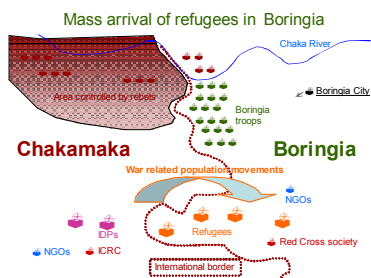 Mass arrival of refugees in Boringia
Chaka River
Boringia City
Area controlled by rebels
Boringia
troops
Chakamaka
Boringia
War related population movements
NGOs
IDPs
Refugees
NGOs
ICRC
Red Cross society
International border